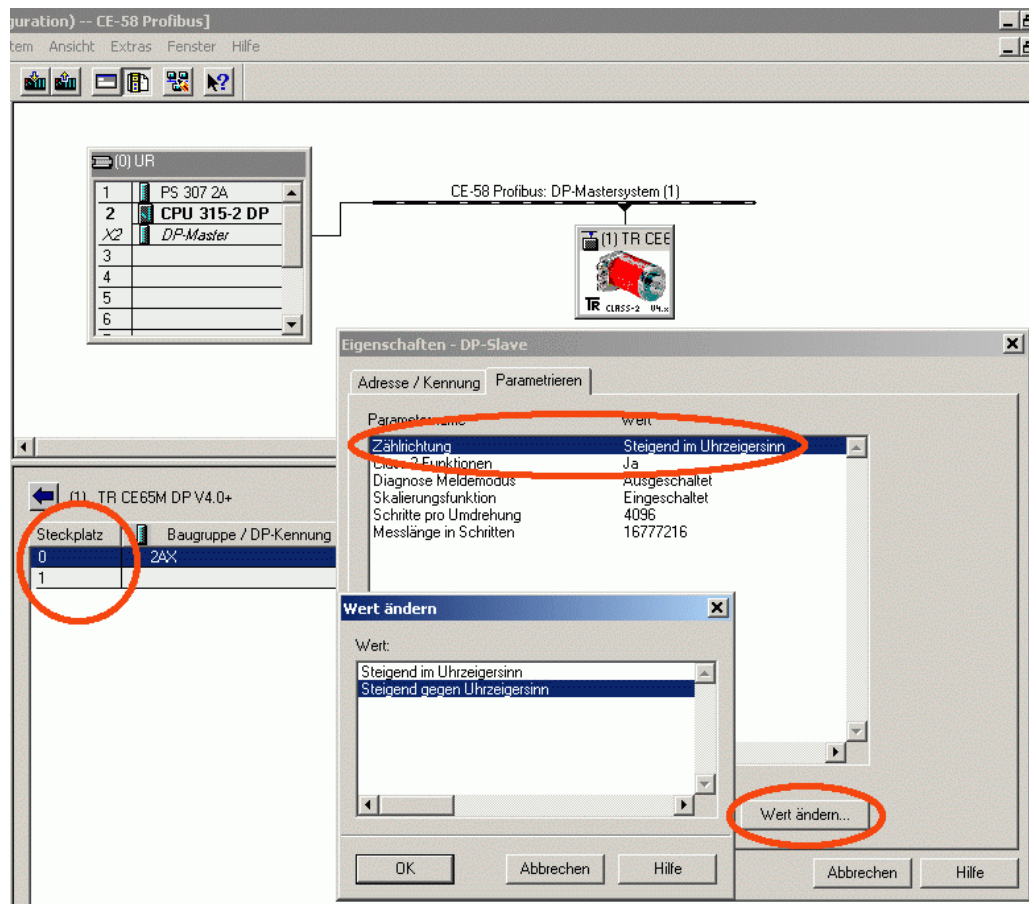 guration) -- CE-58 Profibus]
tem Ansicht Extras Fenster Hilfe
(0) UR
1 PS 307 2A
2 CPU 315-2 DP
X2 DP-Master
3
4
5
6
CE-58 Profibus: DP-Mastersystem (1)
(1) TR CE6
TR CLASS-2 V4.x
Eigenschaften - DP-Slave
Adresse / Kennung Parametrieren
Parametername Wert
Zählrichtung Steigend im Uhrzeigersinn
Class 2 Funktionen Ja
Diagnose Meldemodus Ausgeschaltet
Skalierungsfunktion Eingeschaltet
Schritte pro Umdrehung 4096
Messlänge in Schritten 16777216
(1) TR CE65M DP V4.0+
Steckplatz Baugruppe / DP-Kennung
0 2AX
1
Wert ändern
Wert:
Steigend im Uhrzeigersinn
Steigend gegen Uhrzeigersinn
Wert ändern...
OK Abbrechen Hilfe
Abbrechen Hilfe